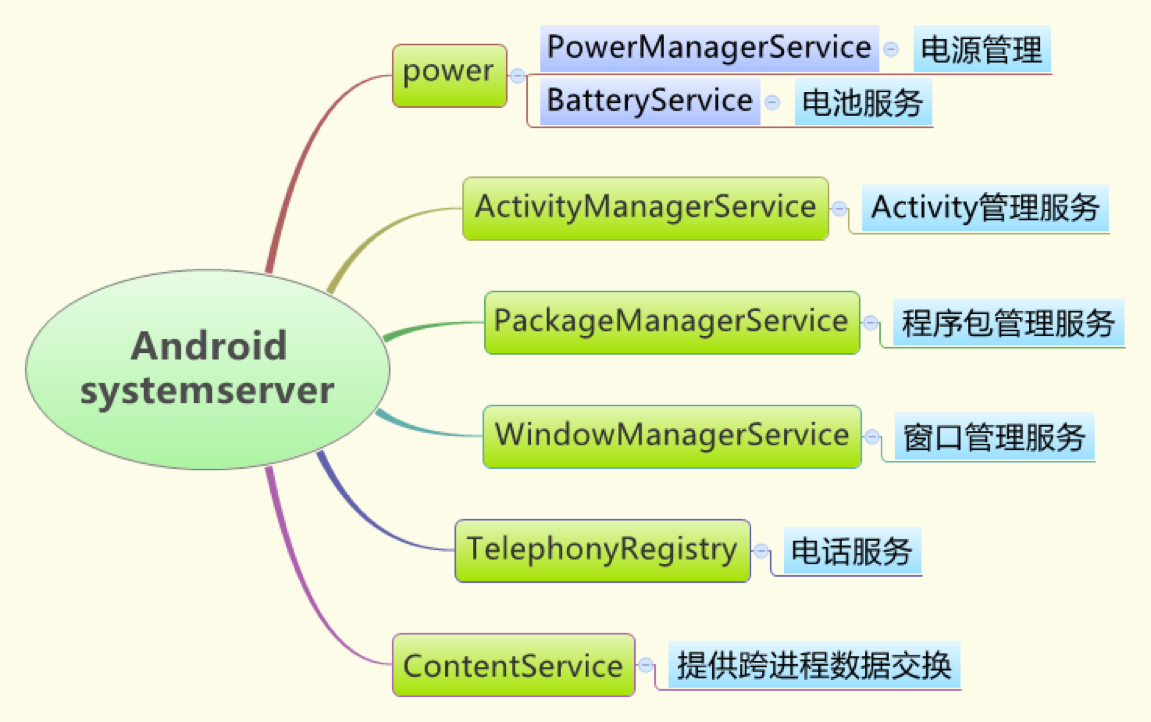 power
PowerManagerService
电源管理
BatteryService
电池服务
ActivityManagerService
Activity管理服务
PackageManagerService
程序包管理服务
Android
systemserver
WindowManagerService
窗口管理服务
TelephonyRegistry
电话服务
ContentService
提供跨进程数据交换